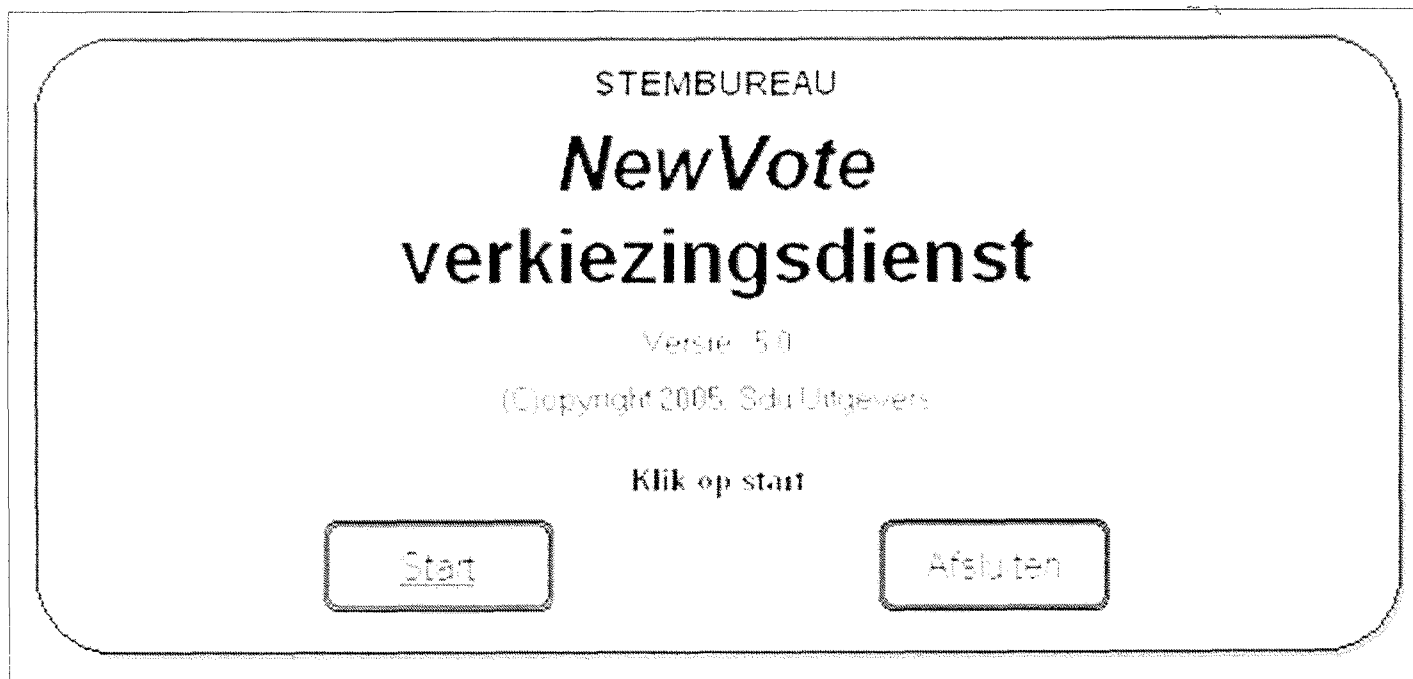 STEMBUREAU
NewVote
verkiezingsdienst
Versie 5.0
(C)opyright 2005, Sdu Uitgevers
Klik op start
Start Afsluiten